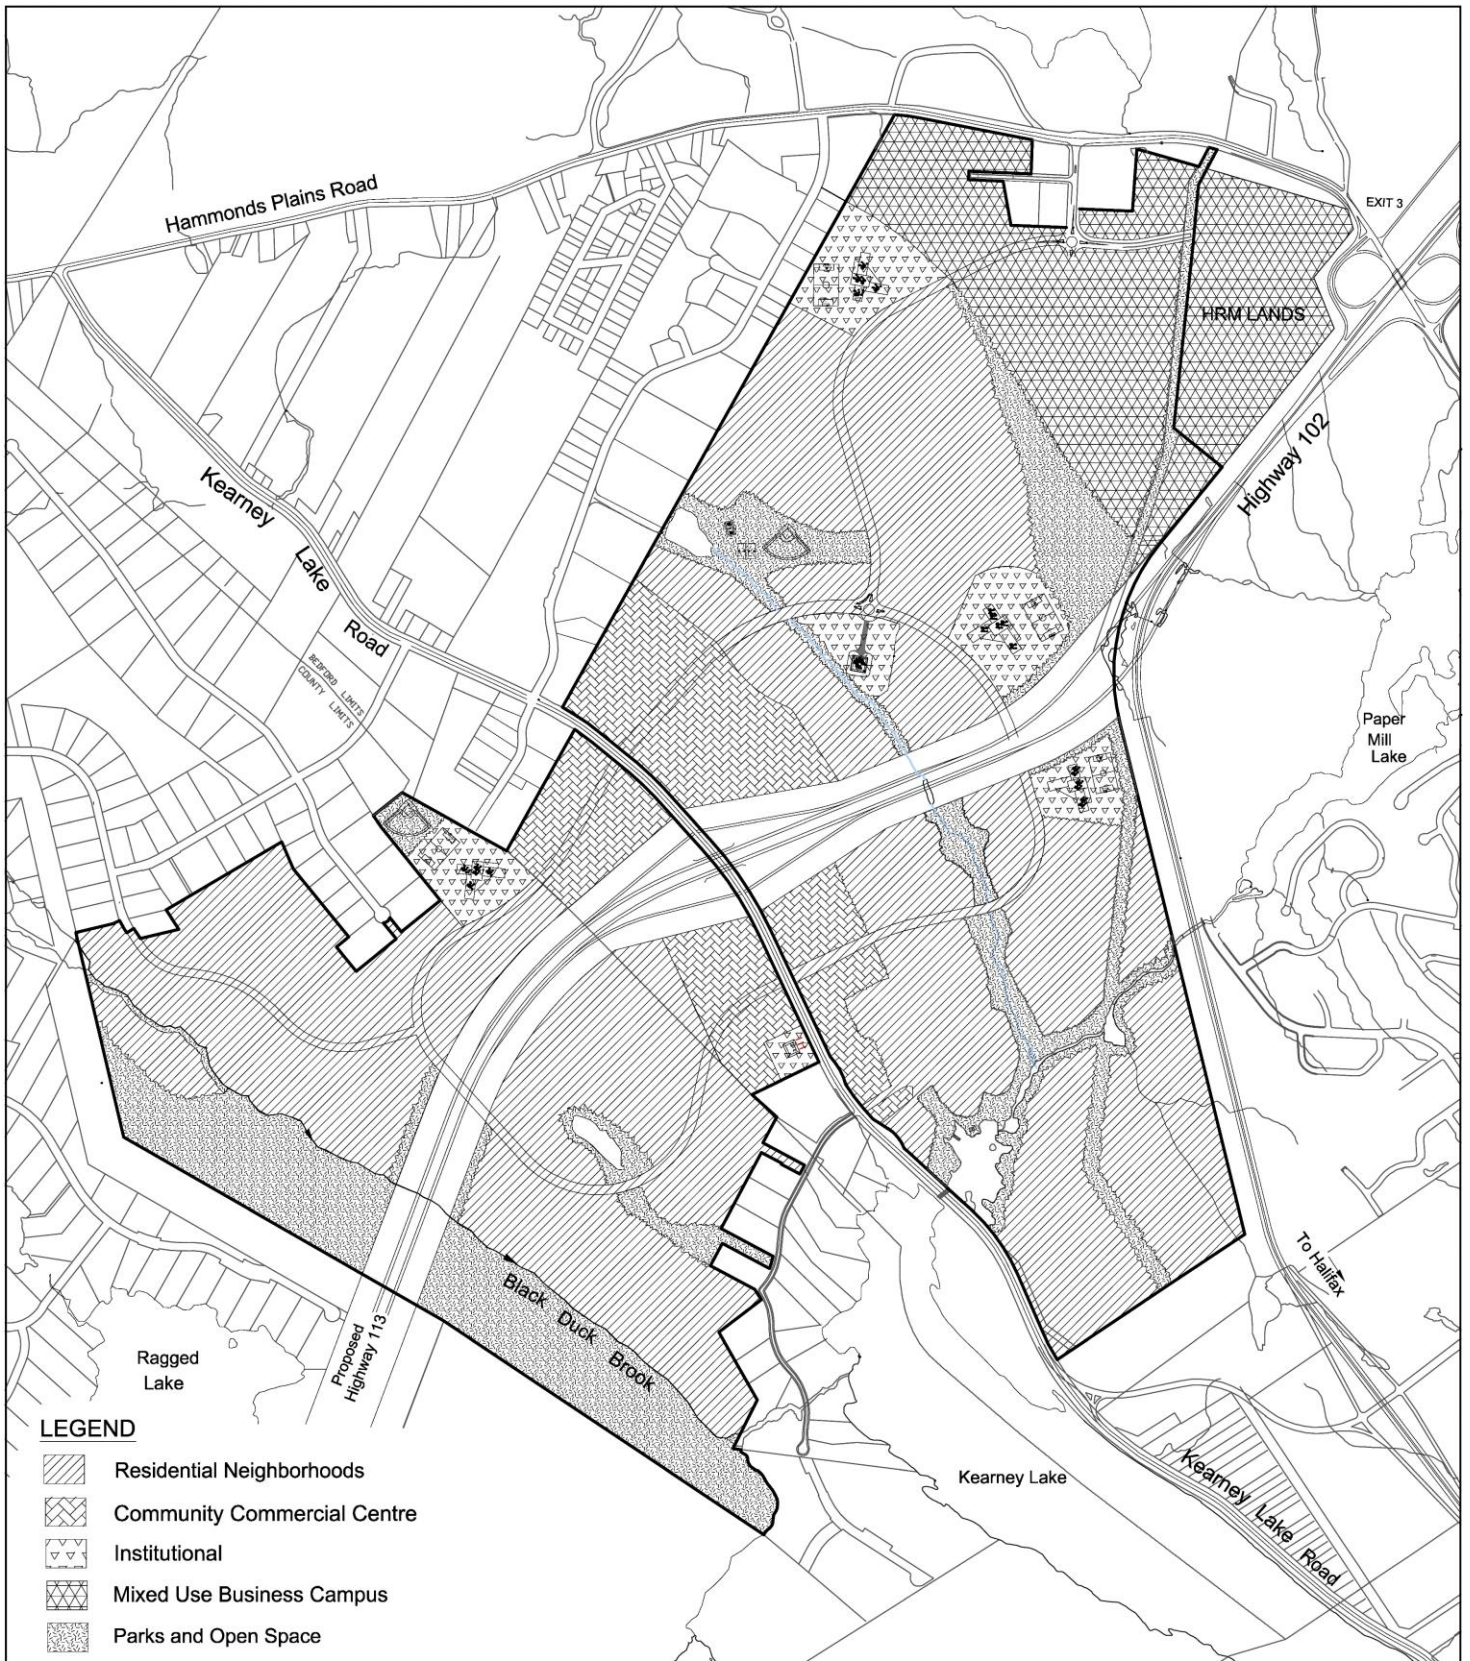 Hammonds Plains Road
EXIT 3
HRM LANDS
Highway 102
Kearney
Lake
Road
BEDFORD LIMITS
COUNTY LIMITS
Paper
Mill
Lake
To Halifax
Black Duck Brook
Proposed
Highway 113
Ragged
Lake
Kearney Lake
Kearney Lake Road
LEGEND
Residential Neighborhoods
Community Commercial Centre
Institutional
Mixed Use Business Campus
Parks and Open Space